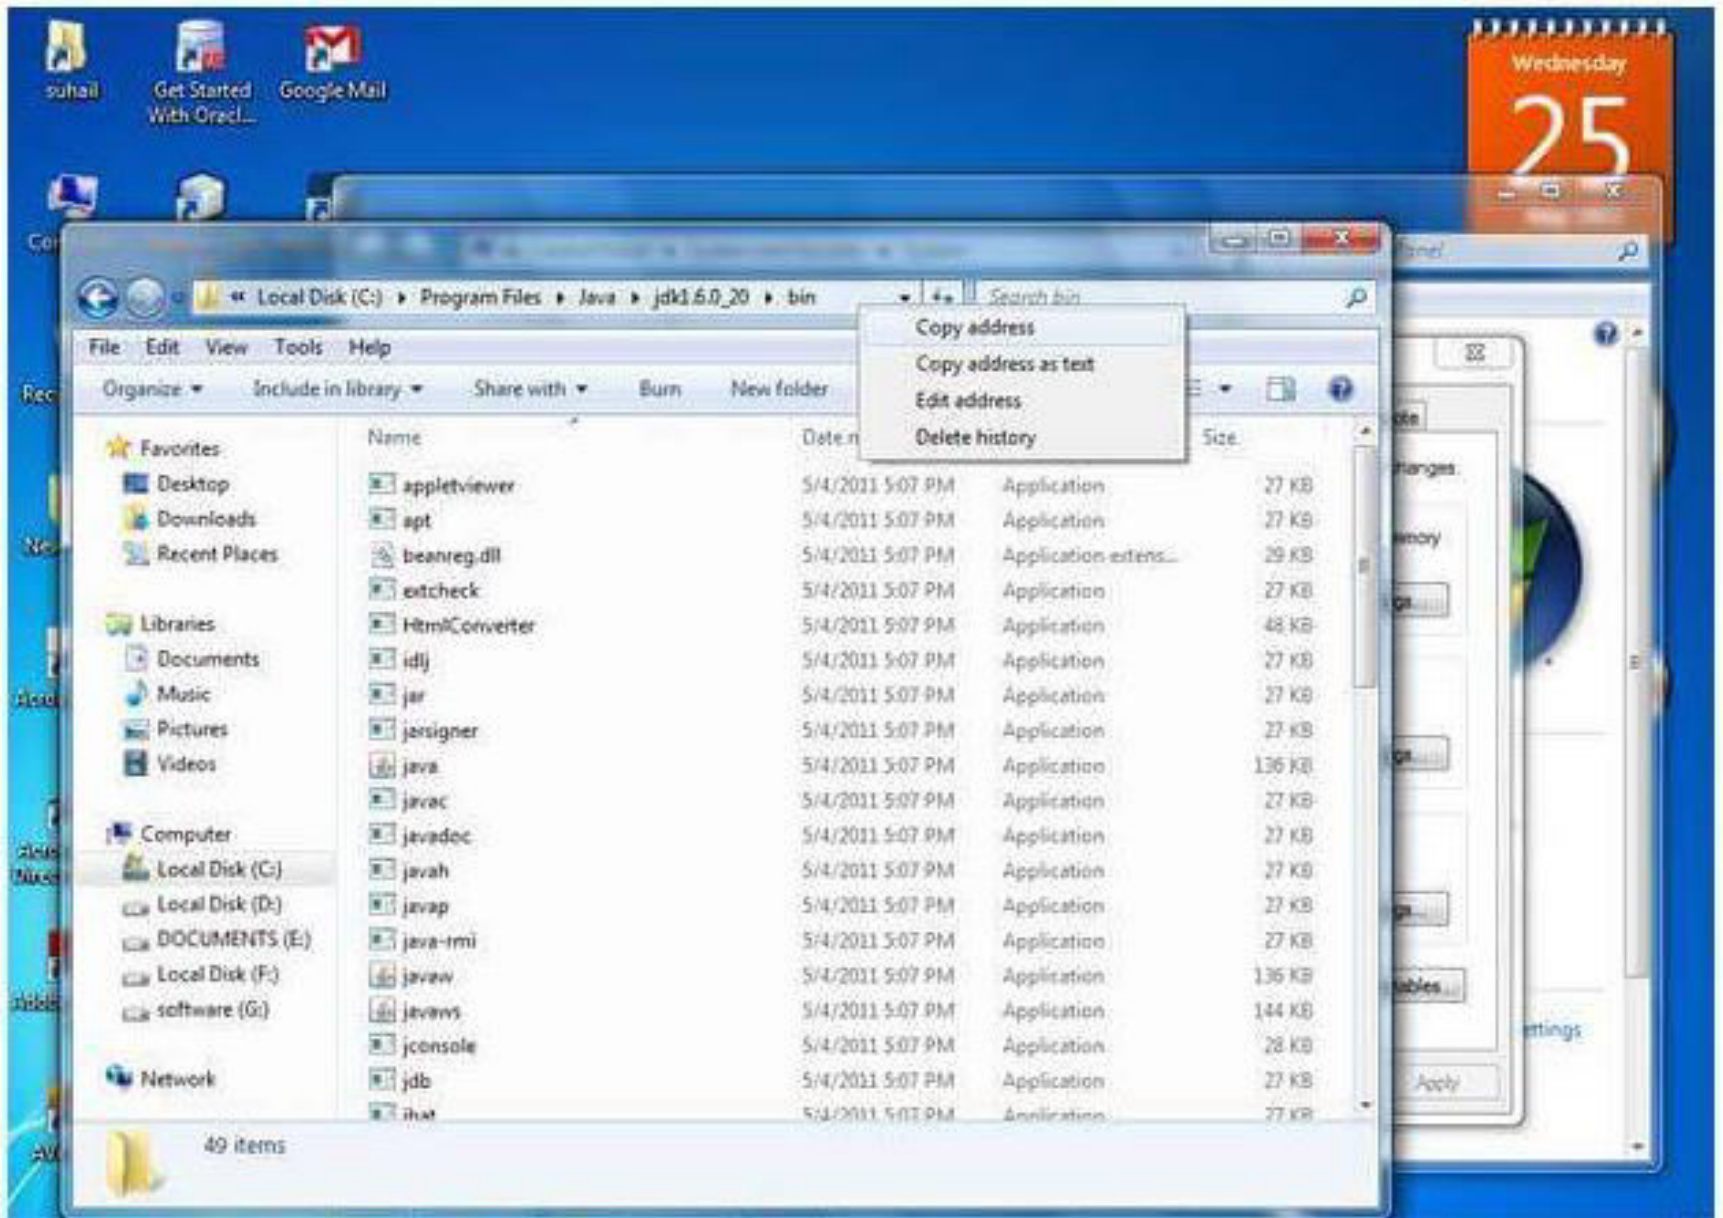 suhail
Get Started
With Oracl...
Google Mail
Wednesday
25
Local Disk (C:) Program Files Java jdk1.6.0_20 bin
Search bin
File Edit View Tools Help
Organize Include in library Share with Burn New folder
Copy address
Copy address as text
Edit address
Delete history
Name Size
Favorites
Desktop
Downloads
Recent Places
Libraries
Documents
Music
Pictures
Videos
Computer
Local Disk (C:)
Local Disk (D:)
DOCUMENTS (E:)
Local Disk (F:)
software (G:)
Network
appletviewer 5/4/2011 5:07 PM Application 27 KB
apt 5/4/2011 5:07 PM Application 27 KB
beanreg.dll 5/4/2011 5:07 PM Application extens... 29 KB
extcheck 5/4/2011 5:07 PM Application 27 KB
HtmlConverter 5/4/2011 5:07 PM Application 48 KB
idlj 5/4/2011 5:07 PM Application 27 KB
jar 5/4/2011 5:07 PM Application 27 KB
jarsigner 5/4/2011 5:07 PM Application 27 KB
java 5/4/2011 5:07 PM Application 136 KB
javac 5/4/2011 5:07 PM Application 27 KB
javadoc 5/4/2011 5:07 PM Application 27 KB
javah 5/4/2011 5:07 PM Application 27 KB
javap 5/4/2011 5:07 PM Application 27 KB
java-rmi 5/4/2011 5:07 PM Application 27 KB
javaw 5/4/2011 5:07 PM Application 136 KB
javaws 5/4/2011 5:07 PM Application 144 KB
jconsole 5/4/2011 5:07 PM Application 28 KB
jdb 5/4/2011 5:07 PM Application 27 KB
jhat 5/4/2011 5:07 PM Application 27 KB
49 items
Apply